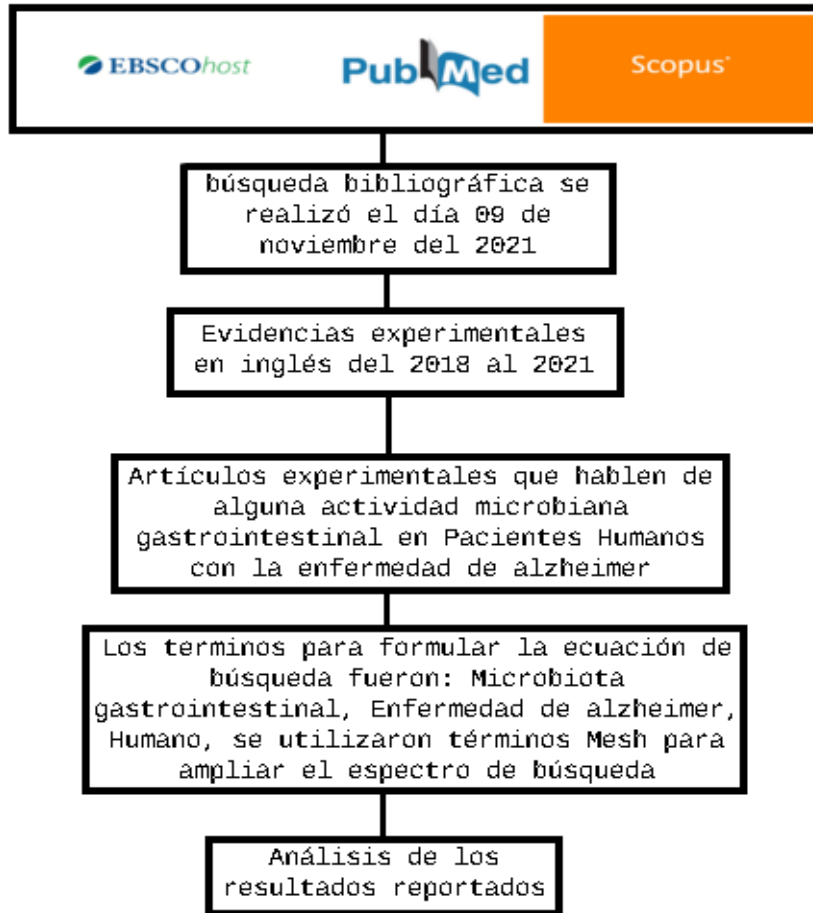 EBSCOhost PubMed Scopus
búsqueda bibliográfica se
realizó el día 09 de
noviembre del 2021
Evidencias experimentales
en inglés del 2018 al 2021
Artículos experimentales que hablen de
alguna actividad microbiana
gastrointestinal en Pacientes Humanos
con la enfermedad de alzheimer
Los terminos para formular la ecuación de
búsqueda fueron: Microbiota
gastrointestinal, Enfermedad de alzheimer,
Humano, se utilizaron términos Mesh para
ampliar el espectro de búsqueda
Análisis de los
resultados reportados